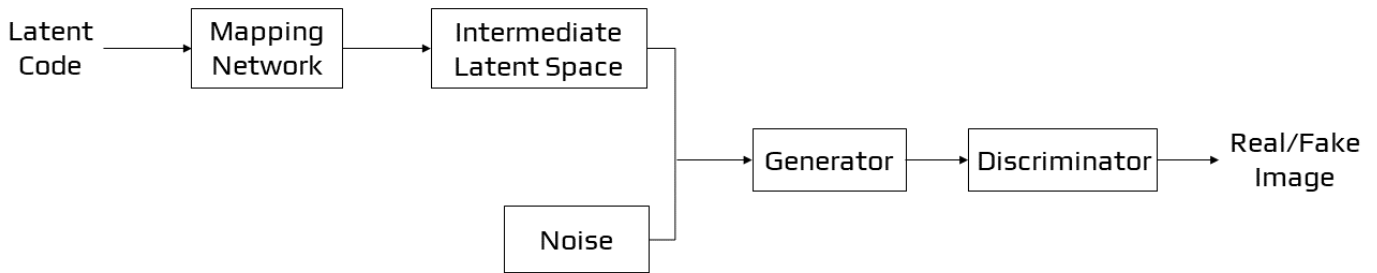 Latent
Code
Mapping
Network
Intermediate
Latent Space
Generator
Discriminator
Real/Fake
Image
Noise